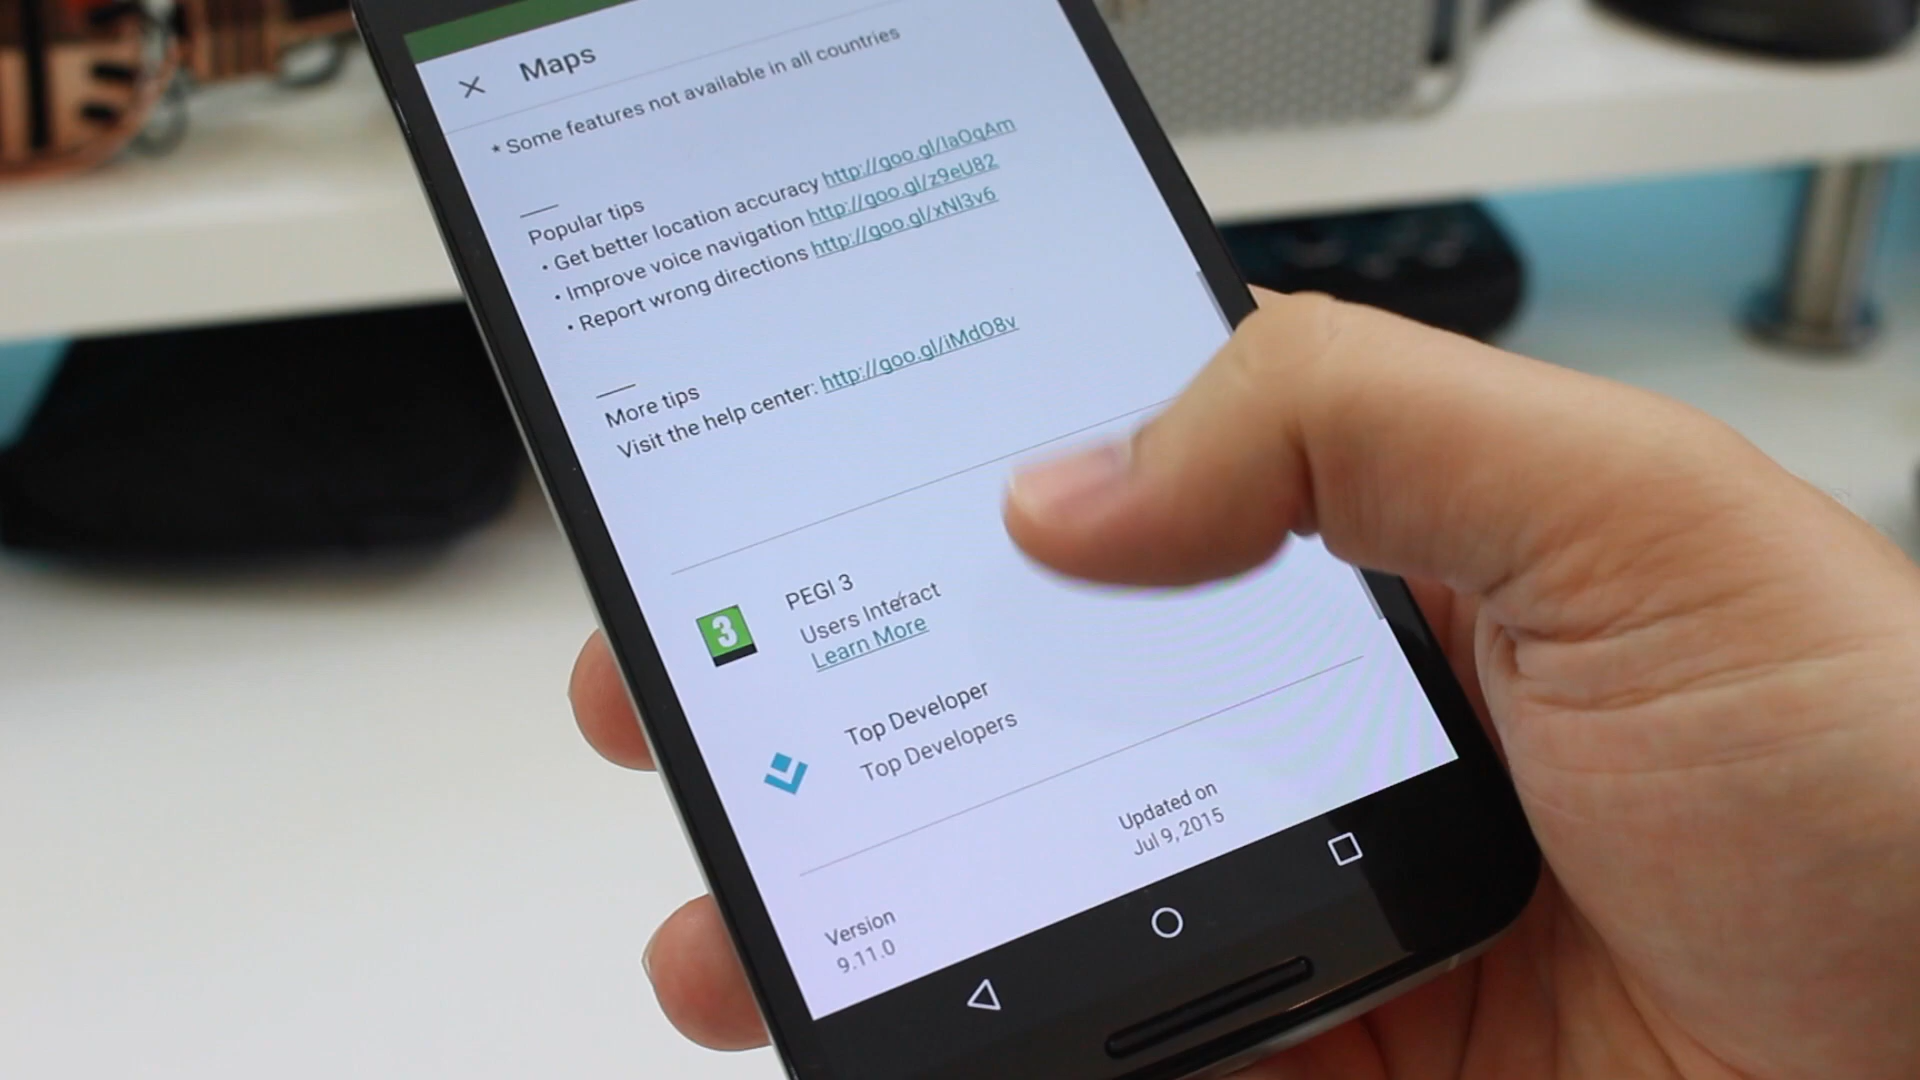 Maps
* Some features not available in all countries
Popular tips
• Get better location accuracy http://goo.gl/IaOqAm
• Improve voice navigation http://goo.gl/z9eU82
• Report wrong directions http://goo.gl/xNl3v6
More tips
Visit the help center: http://goo.gl/iMdO8v
3
PEGI 3
Users Interact
Learn More
Top Developer
Top Developers
Updated on
Jul 9, 2015
Version
9.11.0